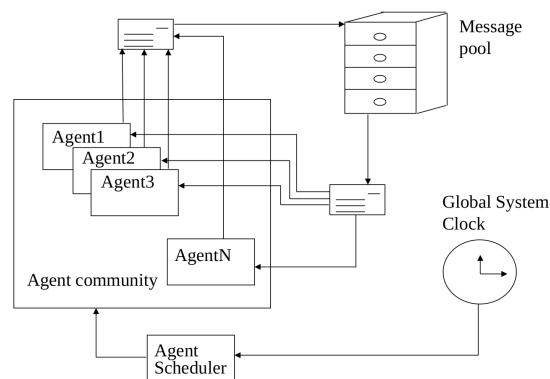 Message
pool
Agent1
Agent2
Agent3
Global System
Clock
AgentN
Agent community
Agent
Scheduler